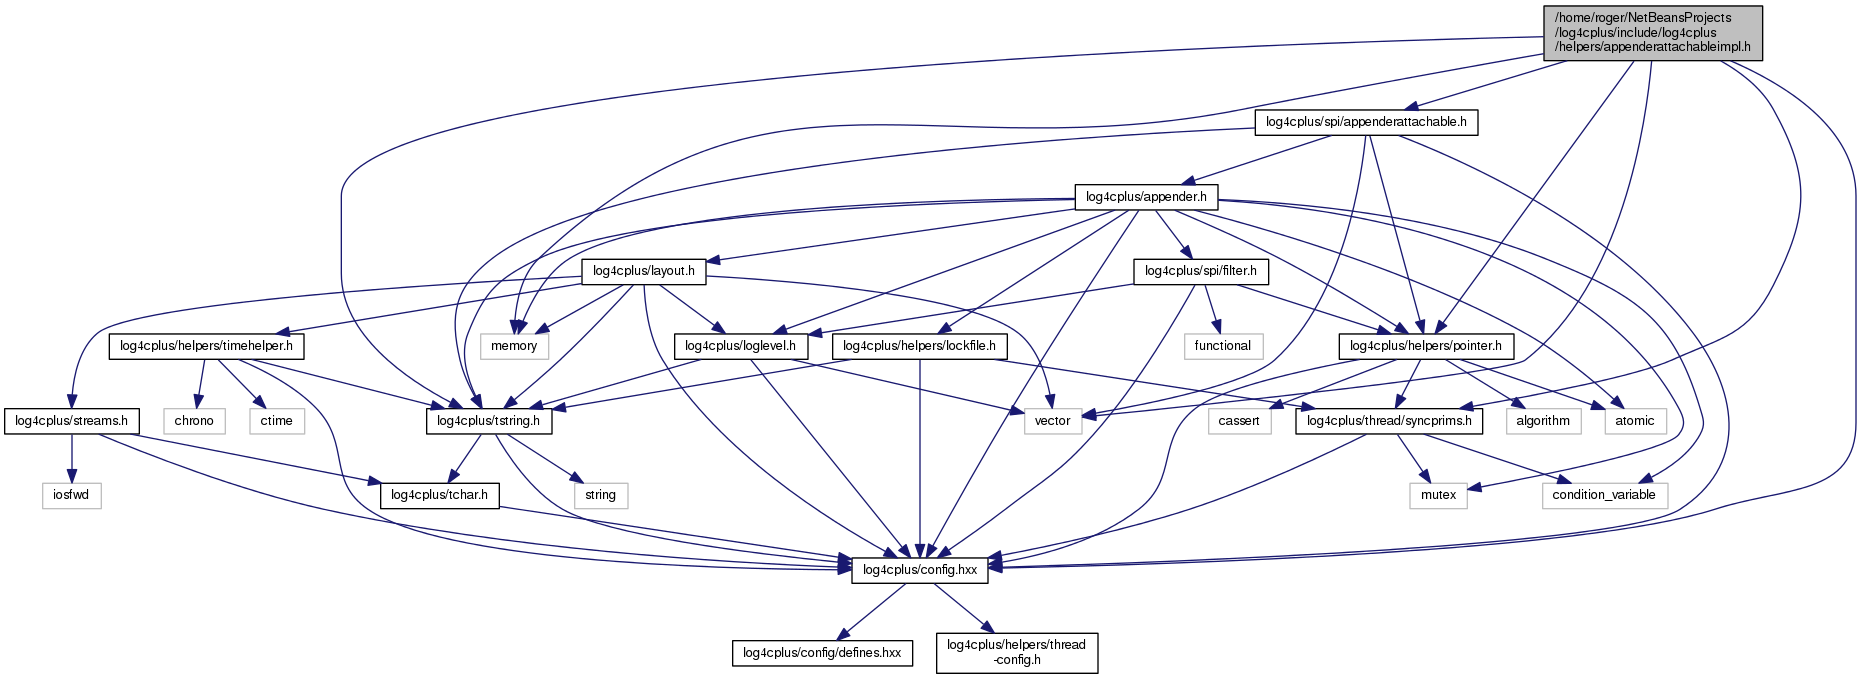 /home/roger/NetBeansProjects
/log4cplus/include/log4cplus
/helpers/appenderattachableimpl.h
log4cplus/spi/appenderattachable.h
log4cplus/appender.h
log4cplus/layout.h
log4cplus/spi/filter.h
log4cplus/helpers/timehelper.h
memory
log4cplus/loglevel.h
log4cplus/helpers/lockfile.h
functional
log4cplus/helpers/pointer.h
log4cplus/streams.h
chrono
ctime
log4cplus/tstring.h
vector
cassert
log4cplus/thread/syncprims.h
algorithm
atomic
iosfwd
log4cplus/tchar.h
string
mutex
condition_variable
log4cplus/config.hxx
log4cplus/config/defines.hxx
log4cplus/helpers/thread
-config.h